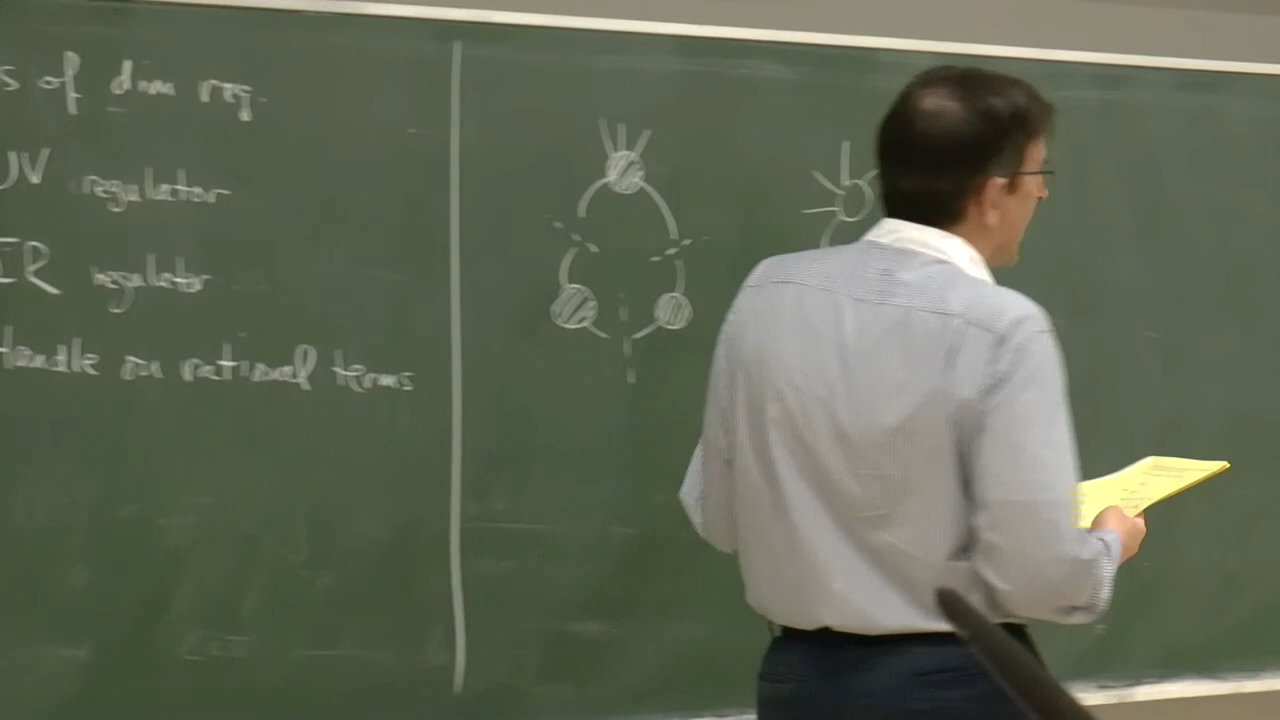 s of dim reg.
UV regulator
IR regulator
Handle on rational terms